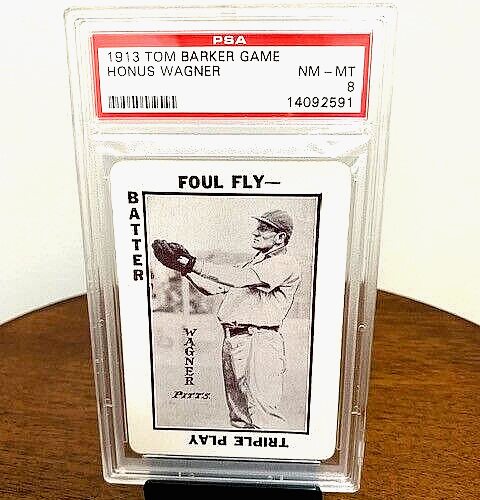 PSA
1913 TOM BARKER GAME
HONUS WAGNER NM - MT
8
14092591
FOUL FLY—
BATTER
WAGNER
PITTS.
TRIPLE PLAY